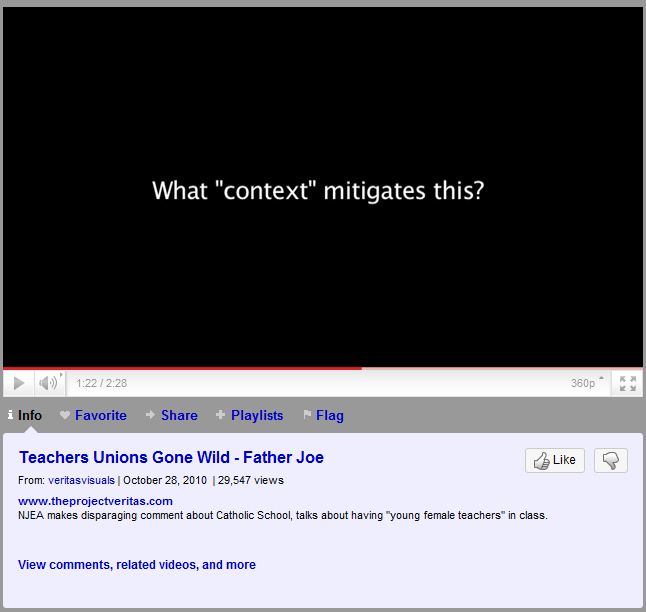 What "context" mitigates this?
1:22 / 2:28 360p
Info Favorite Share Playlists Flag
Teachers Unions Gone Wild - Father Joe Like
From: veritasvisuals | October 28, 2010 | 29,547 views
www.theprojectveritas.com
NJEA makes disparaging comment about Catholic School, talks about having "young female teachers" in class.
View comments, related videos, and more